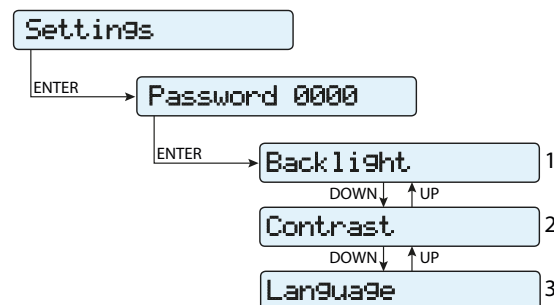 Settings
ENTER
Password 0000
ENTER
Backlight 1
DOWN UP
Contrast 2
DOWN UP
Language 3